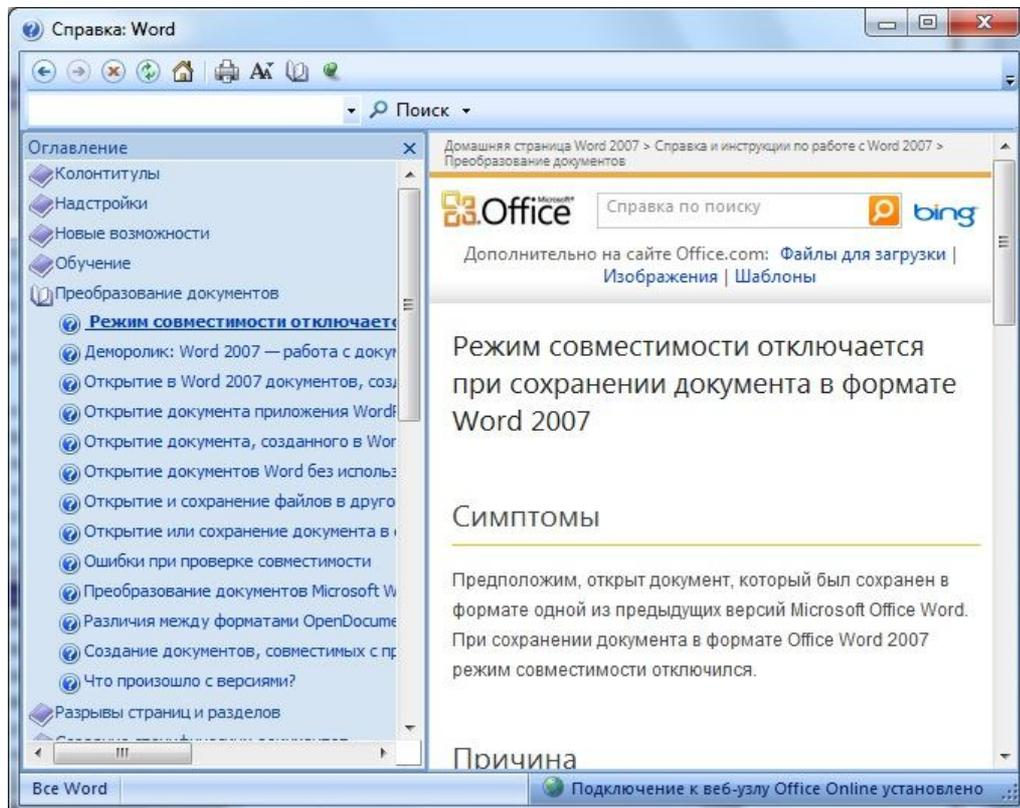 Справка: Word
Поиск
Оглавление
Колонтитулы
Надстройки
Новые возможности
Обучение
Преобразование документов
Режим совместимости отключаетс
Деморолик: Word 2007 — работа с доку
Открытие в Word 2007 документов, соз
Открытие документа приложения Word
Открытие документа, созданного в Wor
Открытие документов Word без использ
Открытие и сохранение файлов в друго
Открытие или сохранение документа в
Ошибки при проверке совместимости
Преобразование документов Microsoft W
Различия между форматами OpenDocume
Создание документов, совместимых с пр
Что произошло с версиями?
Разрывы страниц и разделов
Домашняя страница Word 2007 > Справка и инструкции по работе с Word 2007 >
Преобразование документов
Microsoft®
Office
Справка по поиску
bing
Дополнительно на сайте Office.com: Файлы для загрузки |
Изображения | Шаблоны
Режим совместимости отключается
при сохранении документа в формате
Word 2007
Симптомы
Предположим, открыт документ, который был сохранен в
формате одной из предыдущих версий Microsoft Office Word.
При сохранении документа в формате Office Word 2007
режим совместимости отключился.
Причина
Все Word
Подключение к веб-узлу Office Online установлено